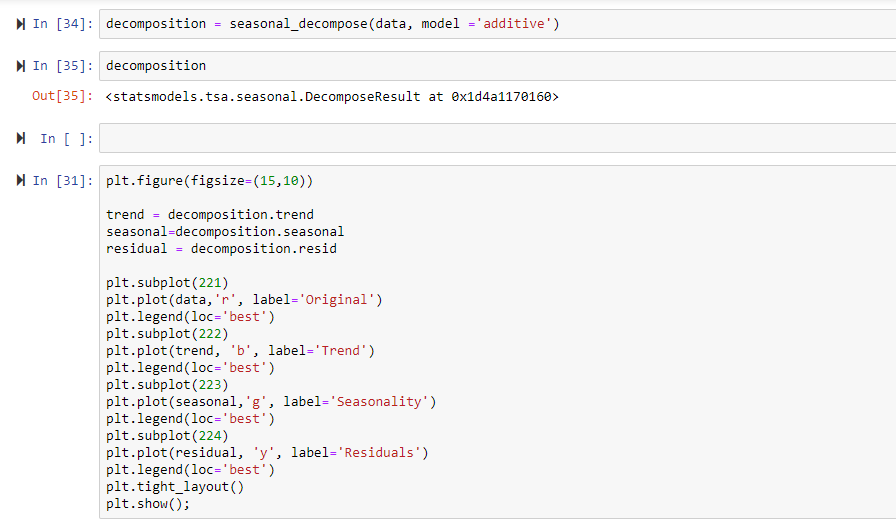 In [34]: decomposition = seasonal_decompose(data, model ='additive')
In [35]: decomposition
Out[35]: <statsmodels.tsa.seasonal.DecomposeResult at 0x1d4a1170160>
In [ ]:
In [31]: plt.figure(figsize=(15,10))
trend = decomposition.trend
seasonal=decomposition.seasonal
residual = decomposition.resid
plt.subplot(221)
plt.plot(data,'r', label='Original')
plt.legend(loc='best')
plt.subplot(222)
plt.plot(trend, 'b', label='Trend')
plt.legend(loc='best')
plt.subplot(223)
plt.plot(seasonal,'g', label='Seasonality')
plt.legend(loc='best')
plt.subplot(224)
plt.plot(residual, 'y', label='Residuals')
plt.legend(loc='best')
plt.tight_layout()
plt.show();